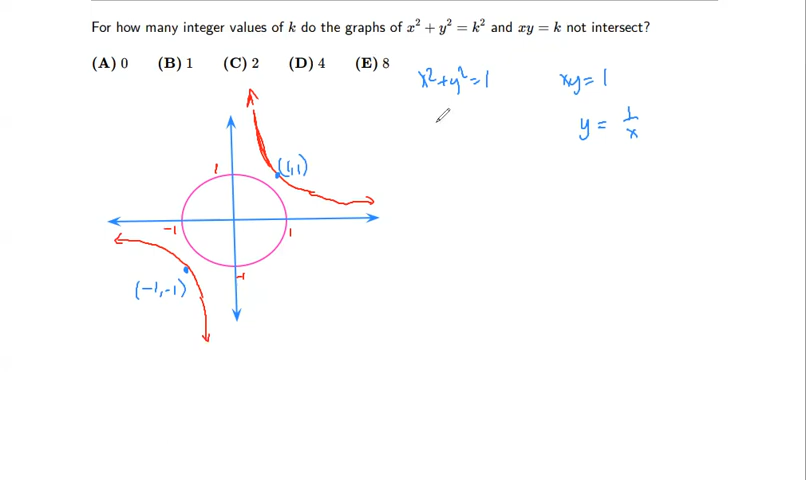 For how many integer values of k do the graphs of x² + y² = k² and xy = k not intersect?
(A) 0 (B) 1 (C) 2 (D) 4 (E) 8
x²+y²=1 xy=1
y = 1/x
1
(1,1)
-1
1
-1
(-1,-1)